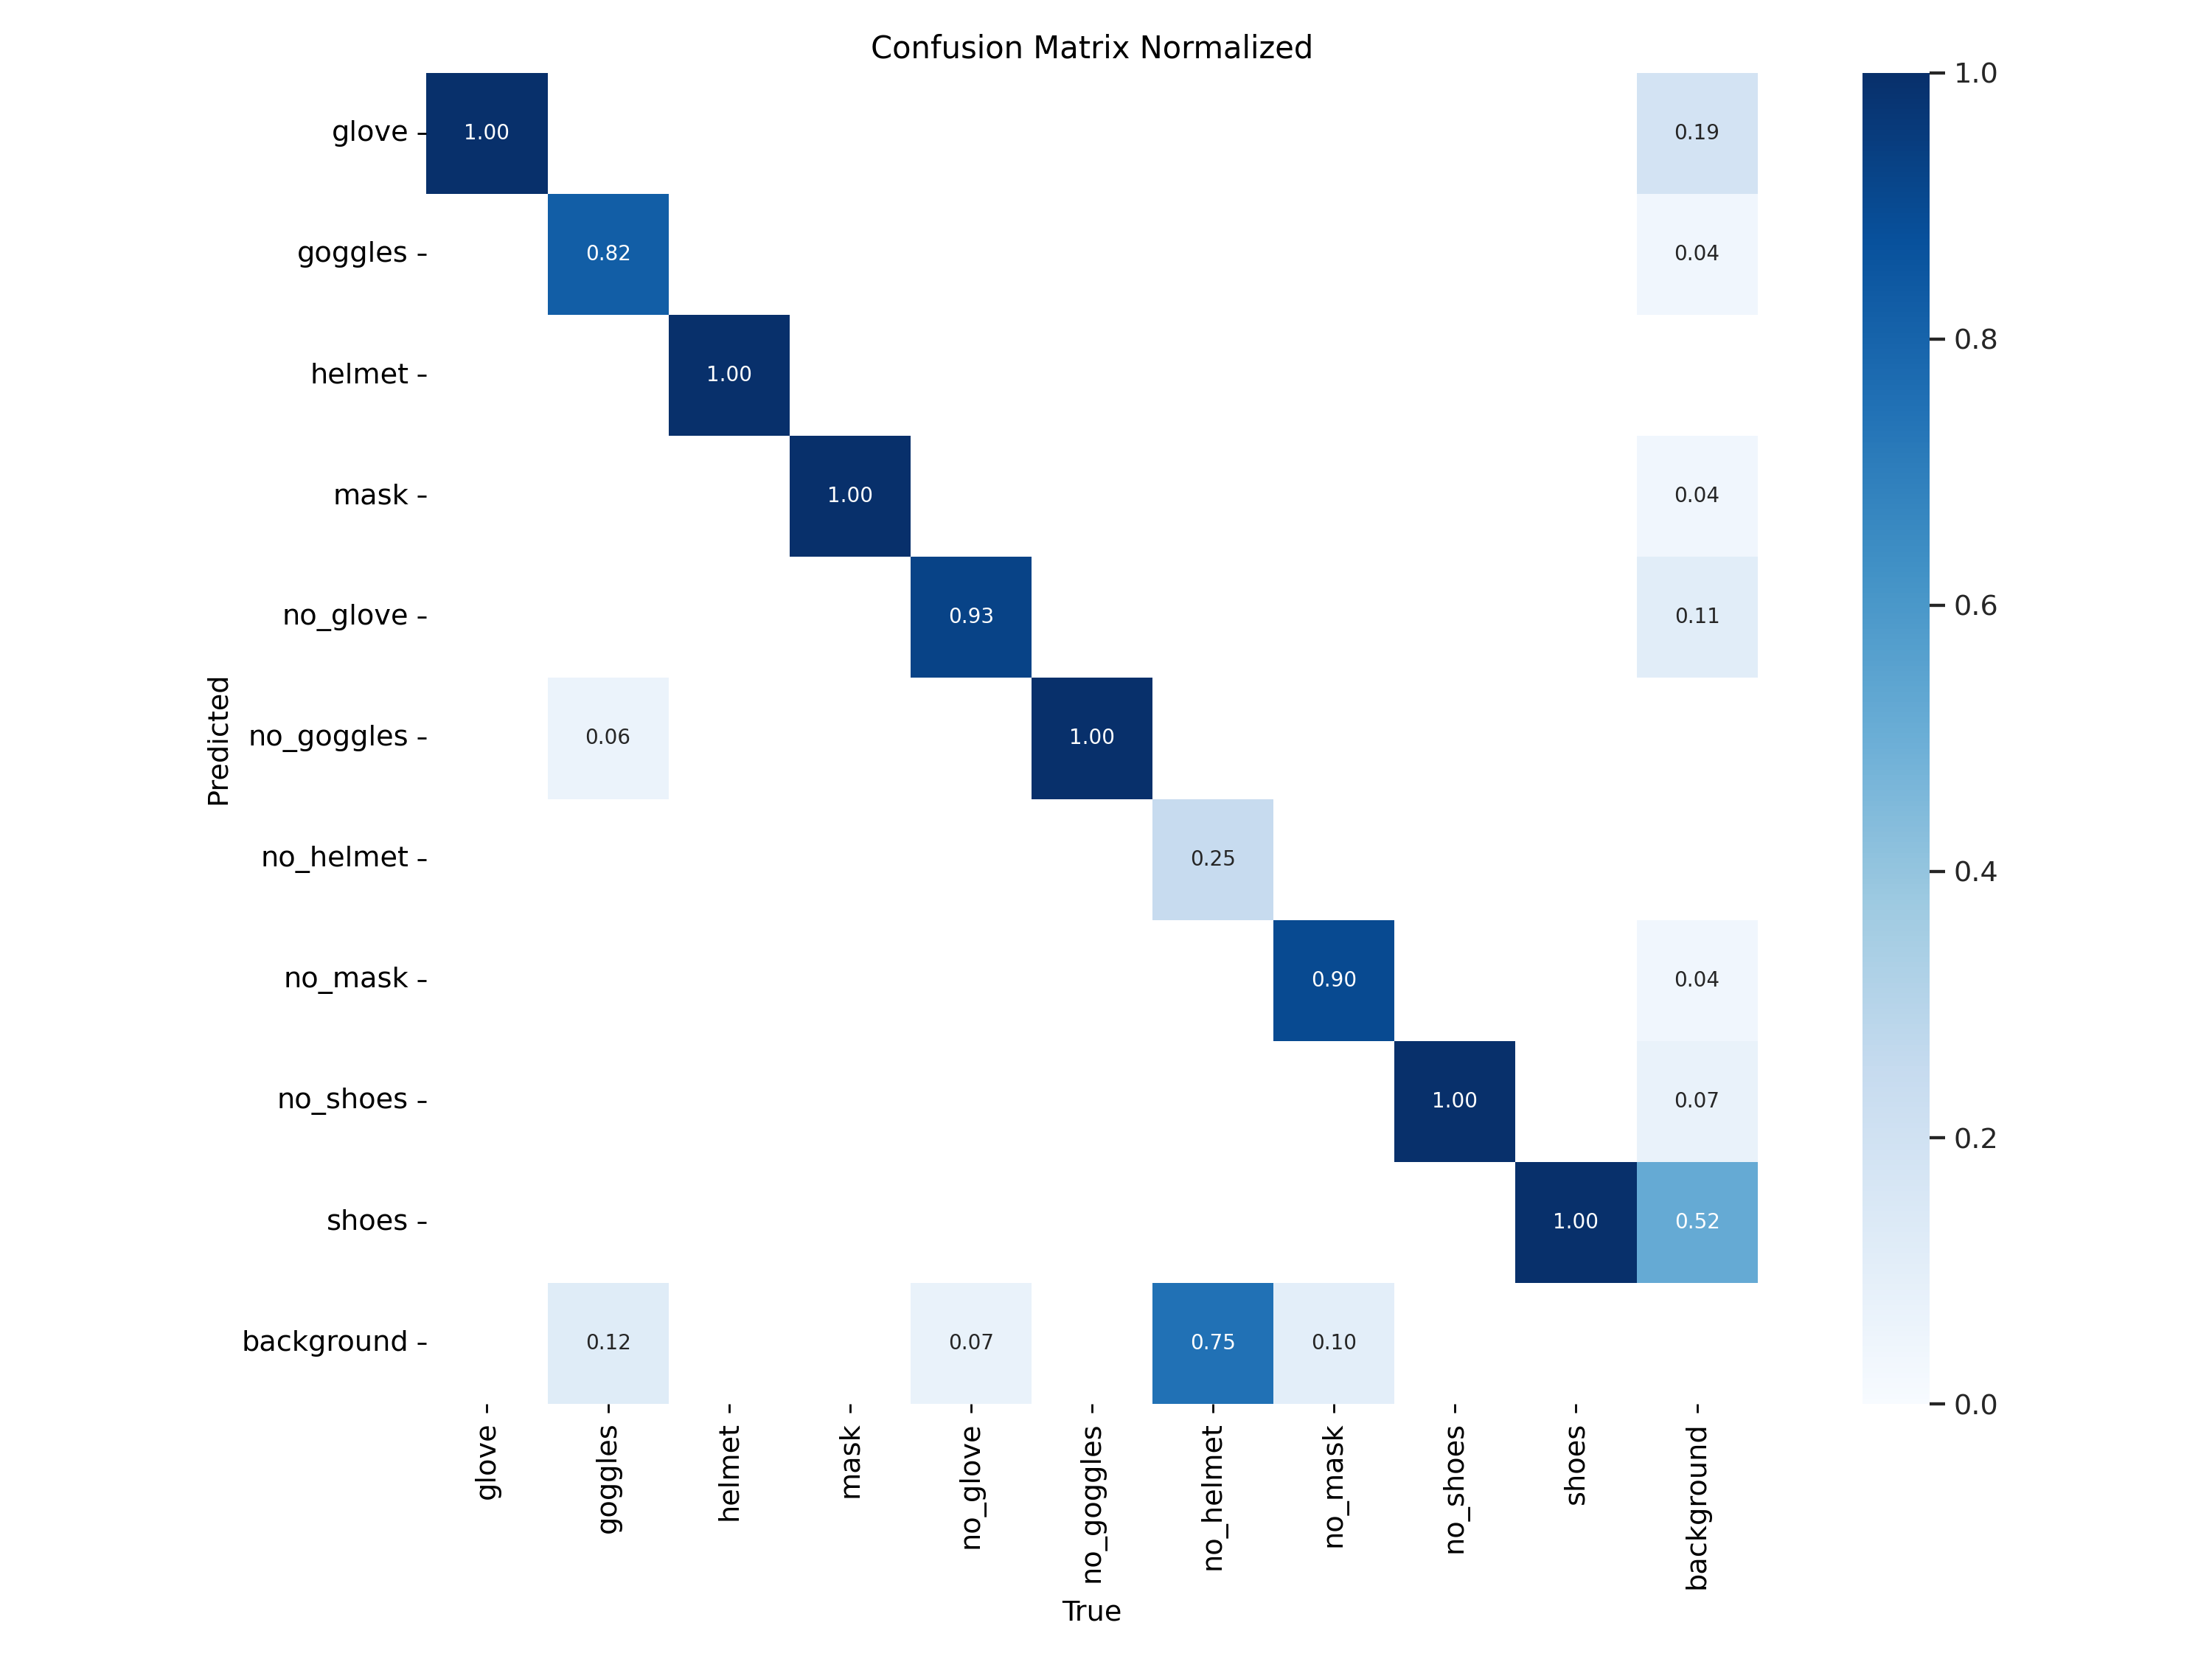 Confusion Matrix Normalized
glove 1.00 0.19
goggles 0.82 0.04
helmet 1.00
mask 1.00 0.04
no_glove 0.93 0.11
no_goggles 0.06 1.00
no_helmet 0.25
no_mask 0.90 0.04
no_shoes 1.00 0.07
shoes 1.00 0.52
background 0.12 0.07 0.75 0.10
Predicted
glove goggles helmet mask no_glove no_goggles no_helmet no_mask no_shoes shoes background
True
1.0
0.8
0.6
0.4
0.2
0.0